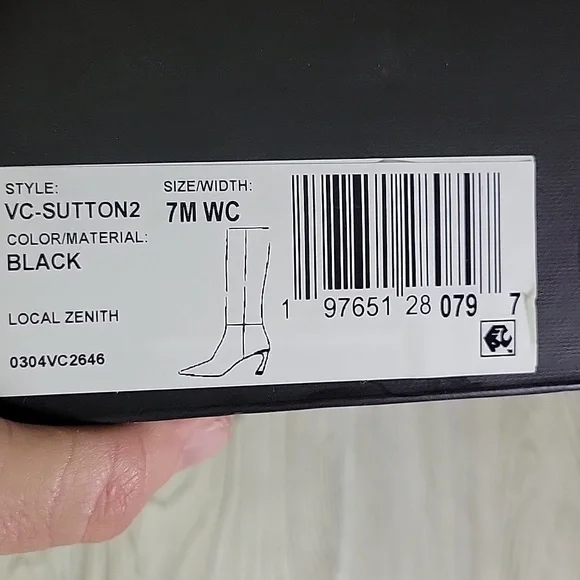 STYLE:
VC-SUTTON2
COLOR/MATERIAL:
BLACK
SIZE/WIDTH:
7M WC
LOCAL ZENITH
0304VC2646
1 97651 28 079 7